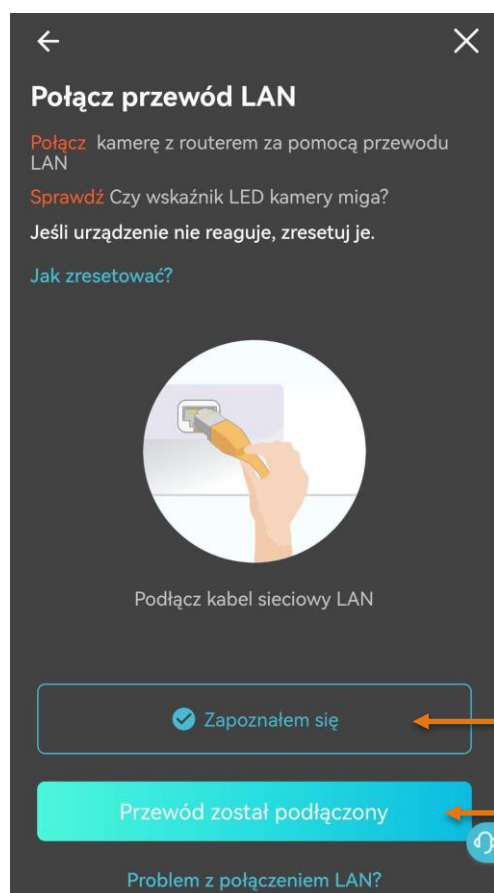 Połącz przewód LAN
Połącz kamerę z routerem za pomocą przewodu
LAN
Sprawdź Czy wskaźnik LED kamery miga?
Jeśli urządzenie nie reaguje, zresetuj je.
Jak zresetować?
Podłącz kabel sieciowy LAN
Zapoznałem się
Przewód został podłączony
Problem z połączeniem LAN?